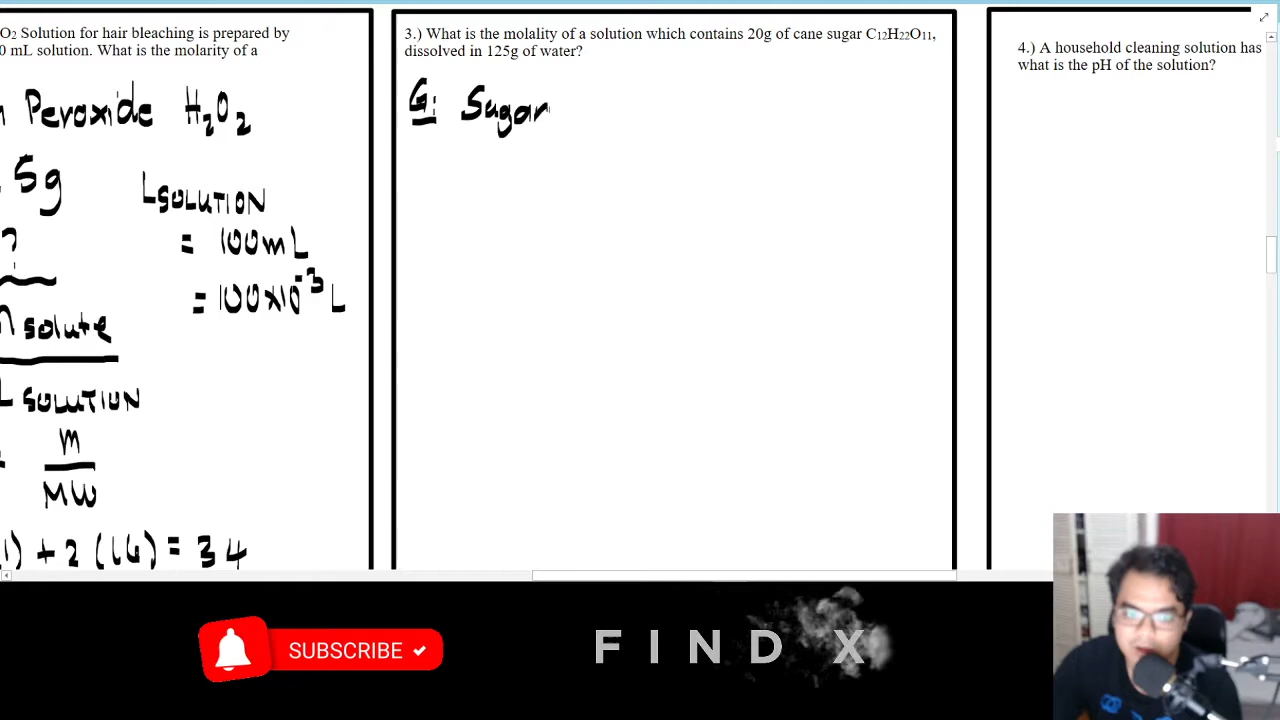 O2 Solution for hair bleaching is prepared by
0 mL solution. What is the molarity of a
Peroxide H2O2
5g
LSOLUTION
= 100mL
= 100x10-3 L
?
n solute
L SOLUTION
m
MW
) + 2 (16) = 34
3.) What is the molality of a solution which contains 20g of cane sugar C12H22O11,
dissolved in 125g of water?
G: Sugar
4.) A household cleaning solution has
what is the pH of the solution?
SUBSCRIBE
FIND X